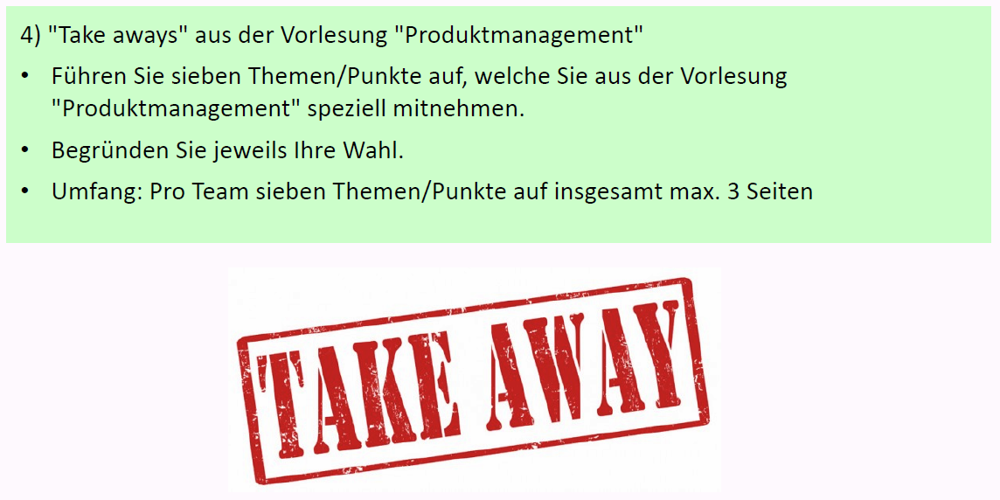 4) "Take aways" aus der Vorlesung "Produktmanagement"
• Führen Sie sieben Themen/Punkte auf, welche Sie aus der Vorlesung
"Produktmanagement" speziell mitnehmen.
• Begründen Sie jeweils Ihre Wahl.
• Umfang: Pro Team sieben Themen/Punkte auf insgesamt max. 3 Seiten
TAKE AWAY